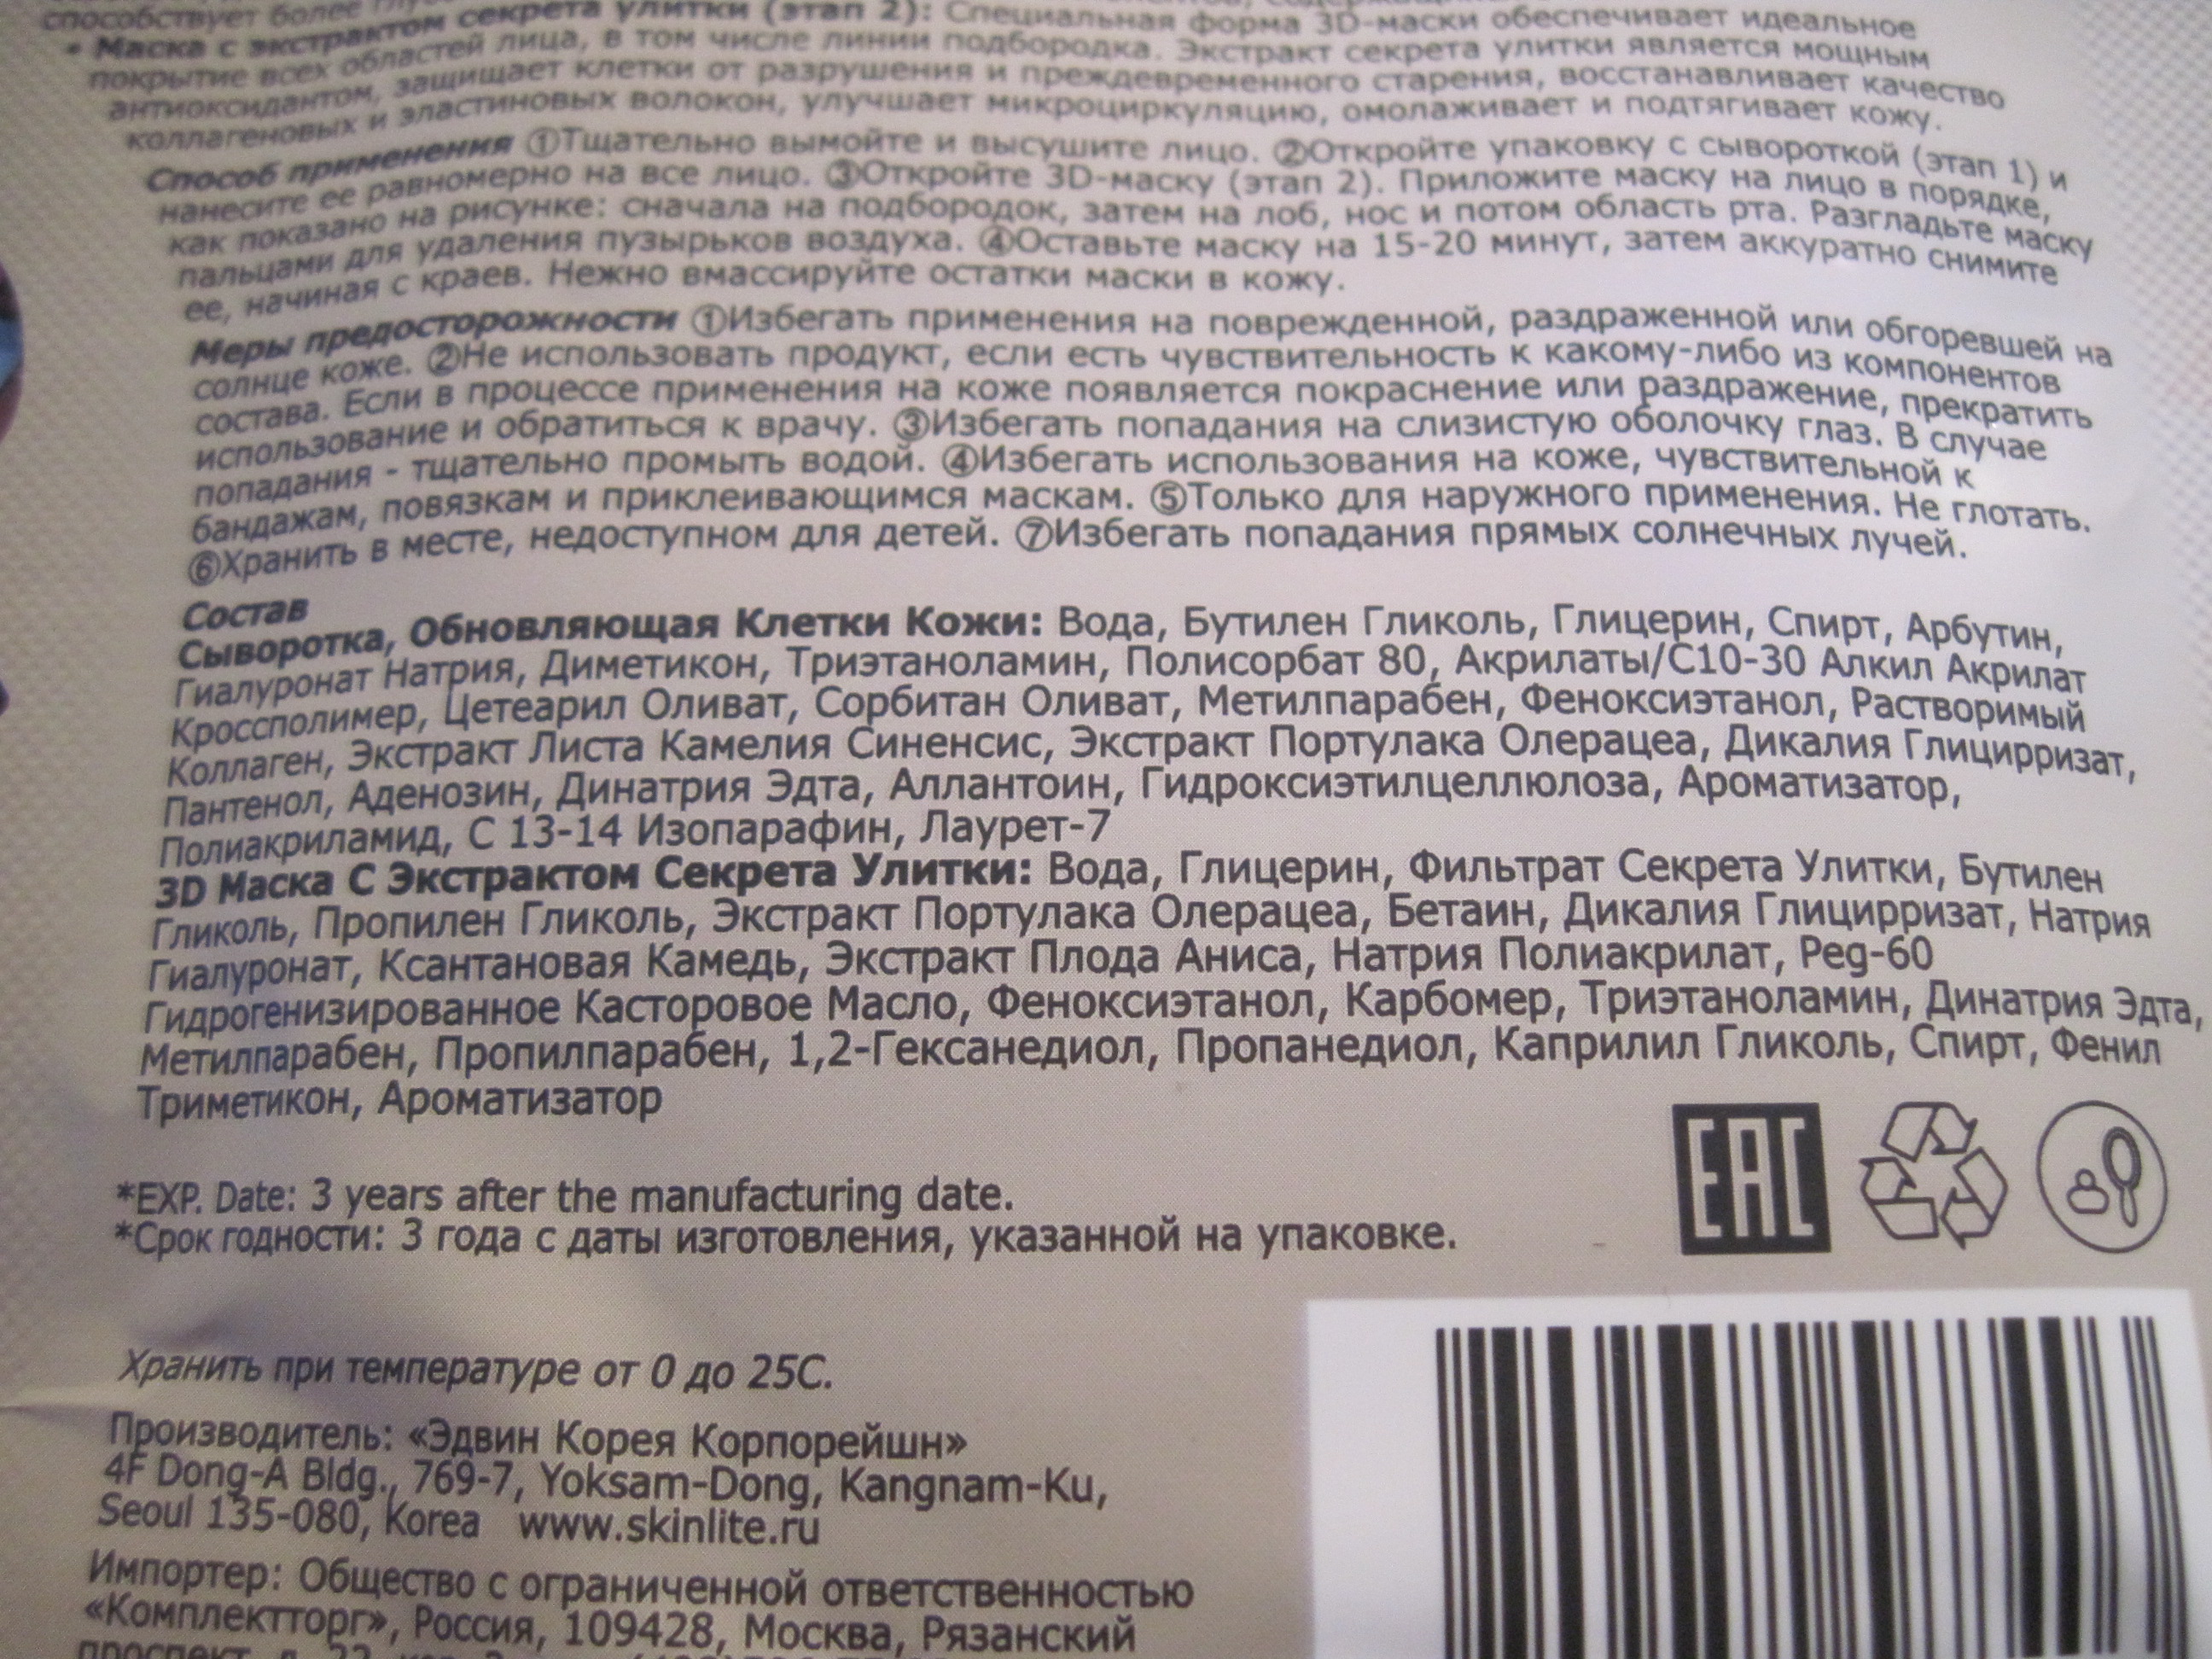 способствует более
• Маска с экстрактом секрета улитки (этап 2): Специальная форма 3D-маски обеспечивает идеальное
покрытие всех областей лица, в том числе линии подбородка. Экстракт секрета улитки является мощным
антиоксидантом, защищает клетки от разрушения и преждевременного старения, восстанавливает качество
коллагеновых и эластиновых волокон, улучшает микроциркуляцию, омолаживает и подтягивает кожу.
Способ применения ①Тщательно вымойте и высушите лицо. ②Откройте упаковку с сывороткой (этап 1) и
нанесите ее равномерно на все лицо. ③Откройте 3D-маску (этап 2). Приложите маску на лицо в порядке,
как показано на рисунке: сначала на подбородок, затем на лоб, нос и потом область рта. Разгладьте маску
пальцами для удаления пузырьков воздуха. ④Оставьте маску на 15-20 минут, затем аккуратно снимите
ее, начиная с краев. Нежно вмассируйте остатки маски в кожу.
Меры предосторожности ①Избегать применения на поврежденной, раздраженной или обгоревшей на
солнце коже. ②Не использовать продукт, если есть чувствительность к какому-либо из компонентов
состава. Если в процессе применения на коже появляется покраснение или раздражение, прекратить
использование и обратиться к врачу. ③Избегать попадания на слизистую оболочку глаз. В случае
попадания - тщательно промыть водой. ④Избегать использования на коже, чувствительной к
бандажам, повязкам и приклеивающимся маскам. ⑤Только для наружного применения. Не глотать.
⑥Хранить в месте, недоступном для детей. ⑦Избегать попадания прямых солнечных лучей.
Состав
Сыворотка, Обновляющая Клетки Кожи: Вода, Бутилен Гликоль, Глицерин, Спирт, Арбутин,
Гиалуронат Натрия, Диметикон, Триэтаноламин, Полисорбат 80, Акрилаты/С10-30 Алкил Акрилат
Кроссполимер, Цетеарил Оливат, Сорбитан Оливат, Метилпарабен, Феноксиэтанол, Растворимый
Коллаген, Экстракт Листа Камелия Синенсис, Экстракт Портулака Олерацеа, Дикалия Глицирризат,
Пантенол, Аденозин, Динатрия Эдта, Аллантоин, Гидроксиэтилцеллюлоза, Ароматизатор,
Полиакриламид, С 13-14 Изопарафин, Лаурет-7
3D Маска С Экстрактом Секрета Улитки: Вода, Глицерин, Фильтрат Секрета Улитки, Бутилен
Гликоль, Пропилен Гликоль, Экстракт Портулака Олерацеа, Бетаин, Дикалия Глицирризат, Натрия
Гиалуронат, Ксантановая Камедь, Экстракт Плода Аниса, Натрия Полиакрилат, Peg-60
Гидрогенизированное Касторовое Масло, Феноксиэтанол, Карбомер, Триэтаноламин, Динатрия Эдта,
Метилпарабен, Пропилпарабен, 1,2-Гексанедиол, Пропанедиол, Каприлил Гликоль, Спирт, Фенил
Триметикон, Ароматизатор
EAC
*EXP. Date: 3 years after the manufacturing date.
*Срок годности: 3 года с даты изготовления, указанной на упаковке.
Хранить при температуре от 0 до 25С.
Производитель: «Эдвин Корея Корпорейшн»
4F Dong-A Bldg., 769-7, Yoksam-Dong, Kangnam-Ku,
Seoul 135-080, Korea www.skinlite.ru
Импортер: Общество с ограниченной ответственностью
«Комплектторг», Россия, 109428, Москва, Рязанский
проспект, д. 22